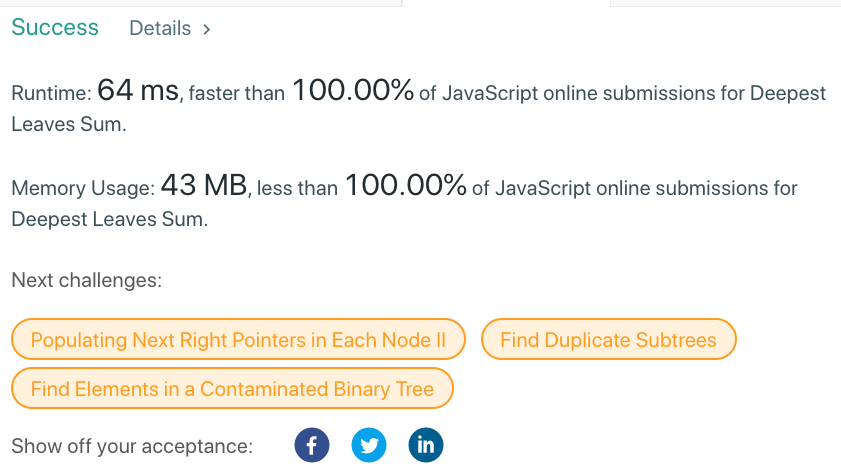 Success Details >
Runtime: 64 ms, faster than 100.00% of JavaScript online submissions for Deepest
Leaves Sum.
Memory Usage: 43 MB, less than 100.00% of JavaScript online submissions for
Deepest Leaves Sum.
Next challenges:
Populating Next Right Pointers in Each Node II Find Duplicate Subtrees
Find Elements in a Contaminated Binary Tree
Show off your acceptance: f in